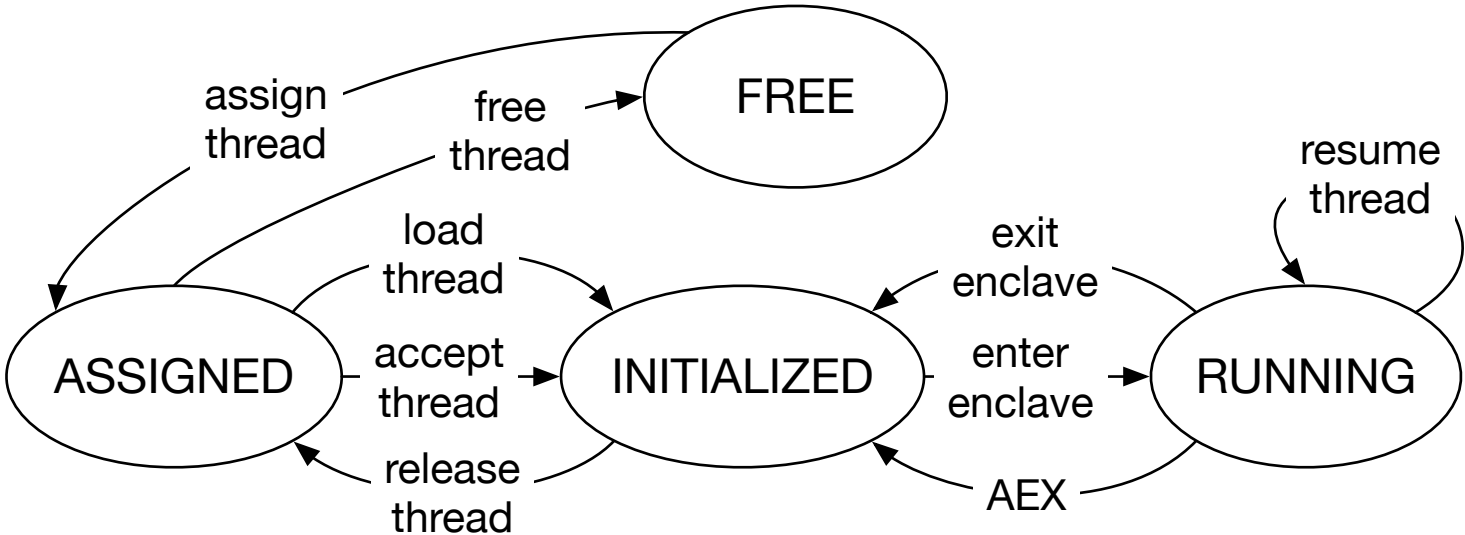 FREE
assign
thread
free
thread
resume
thread
load
thread
exit
enclave
ASSIGNED
accept
thread
INITIALIZED
enter
enclave
RUNNING
release
thread
AEX